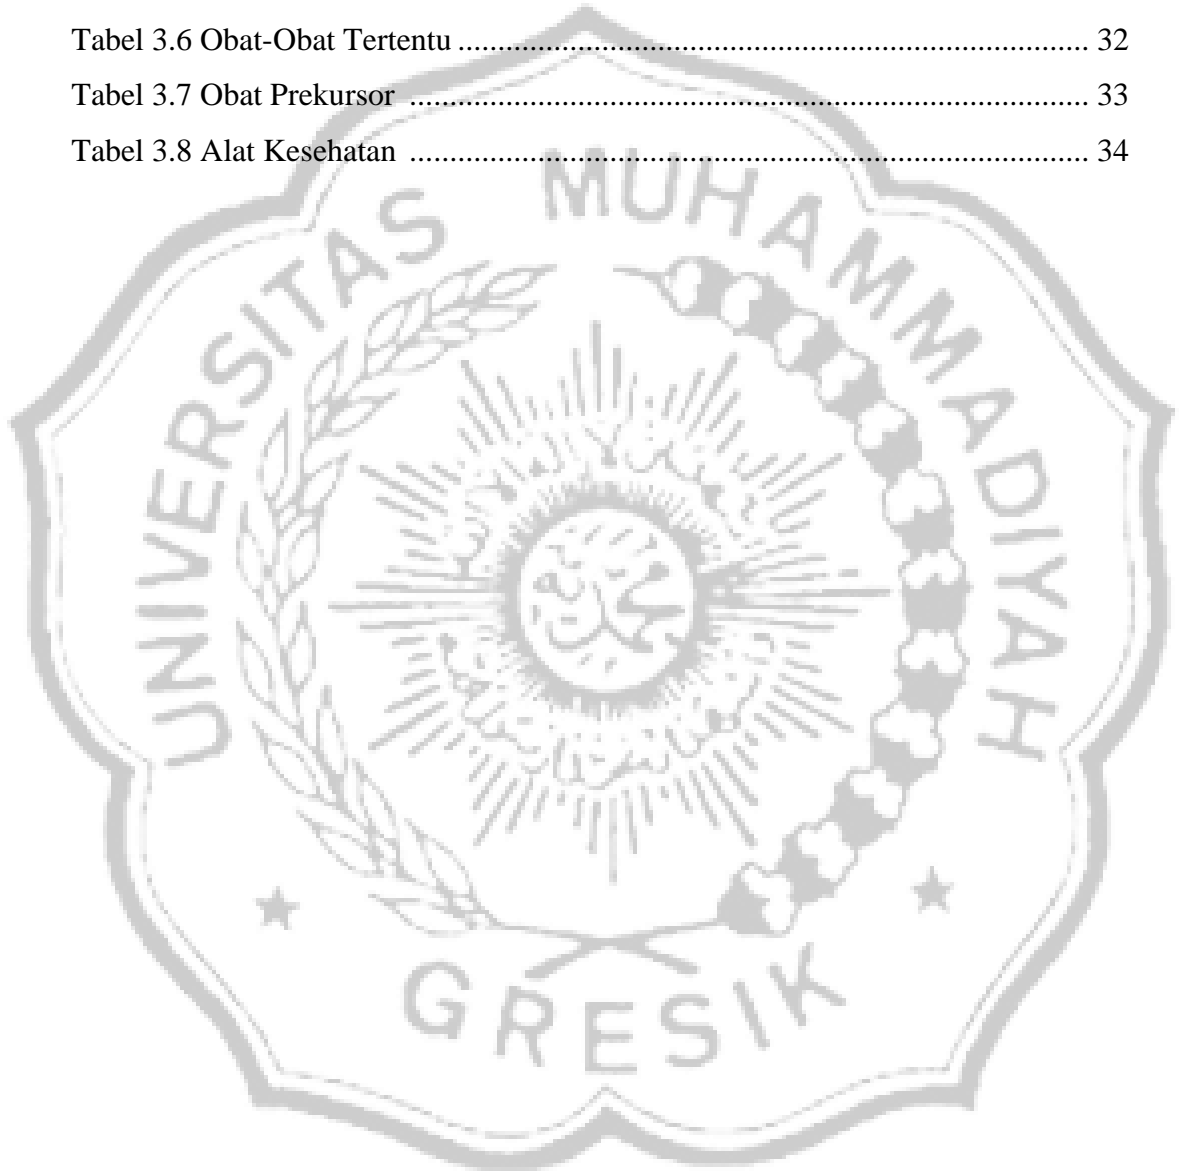 Tabel 3.6 Obat-Obat Tertentu ............................................................................... 32
Tabel 3.7 Obat Prekursor ..................................................................................... 33
Tabel 3.8 Alat Kesehatan ..................................................................................... 34
UNIVERSITAS MUHAMMADIYAH
GRESIK